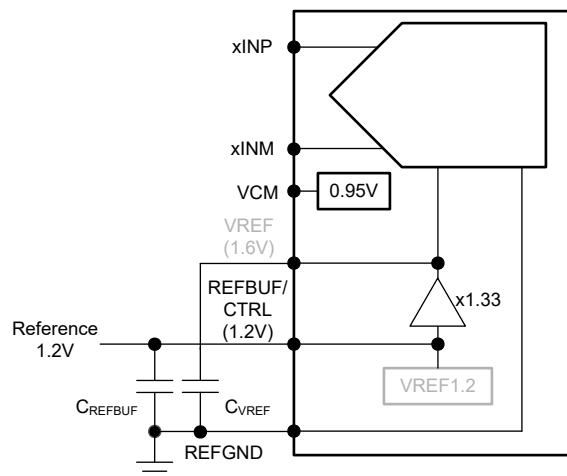 xINP
xINM
VCM
0.95V
VREF
(1.6V)
REFBUF/
CTRL
(1.2V)
x1.33
Reference
1.2V
VREF1.2
CREFBUF
CVREF
REFGND